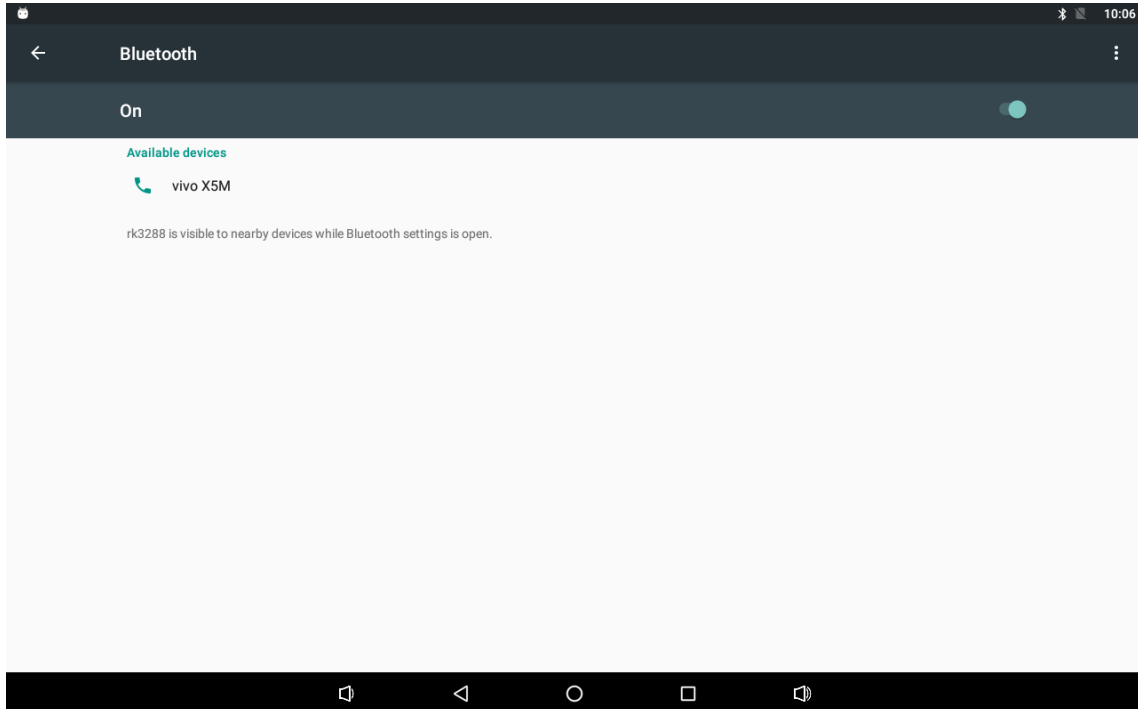 10:06
Bluetooth
On
Available devices
vivo X5M
rk3288 is visible to nearby devices while Bluetooth settings is open.